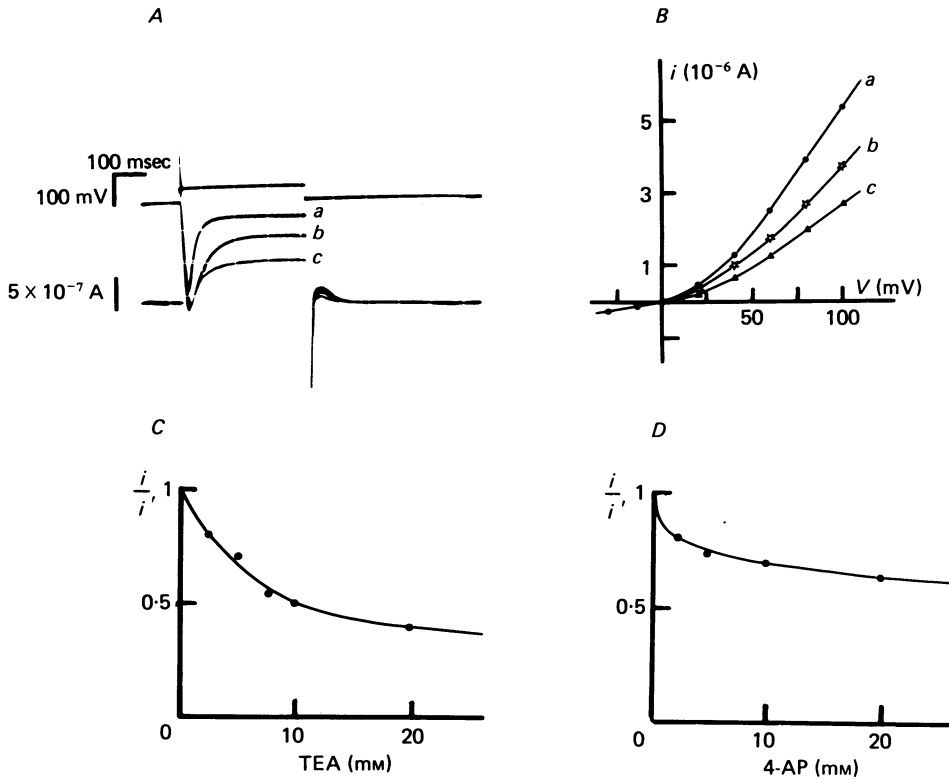 A
100 msec
100 mV
a
b
c
5 × 10⁻⁷ A
B
i (10⁻⁶ A)
a
b
c
5
3
1
V (mV)
50
100
C
i
i′
1
0·5
0
10
20
TEA (mM)
D
i
i′
1
0·5
0
10
20
4-AP (mM)